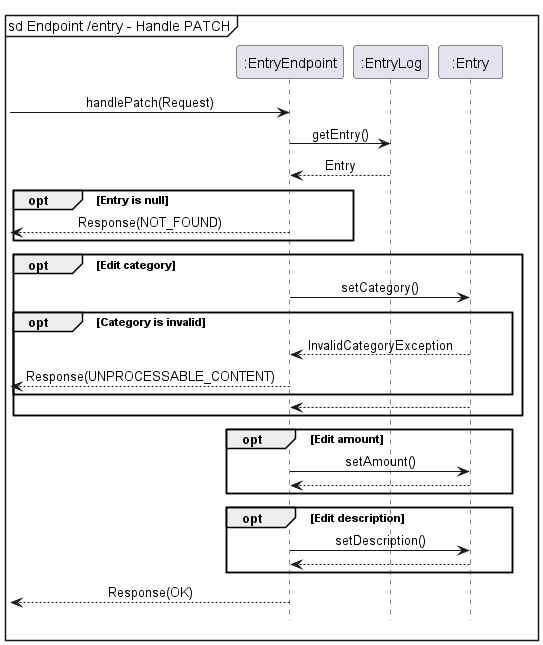 sd Endpoint /entry - Handle PATCH
:EntryEndpoint :EntryLog :Entry
handlePatch(Request)
getEntry()
Entry
opt [Entry is null]
Response(NOT_FOUND)
opt [Edit category]
setCategory()
opt [Category is invalid]
InvalidCategoryException
Response(UNPROCESSABLE_CONTENT)
opt [Edit amount]
setAmount()
opt [Edit description]
setDescription()
Response(OK)